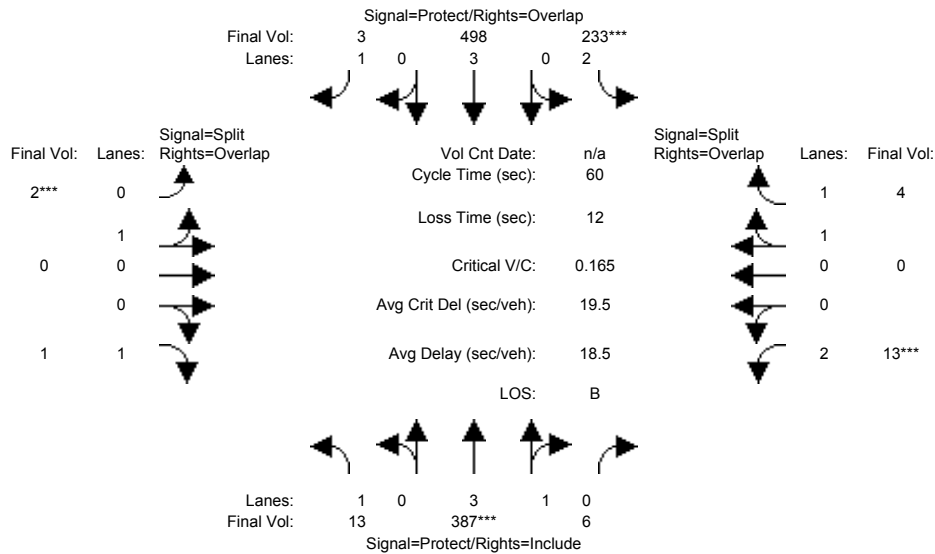 Signal=Protect/Rights=Overlap
Final Vol: 3 498 233***
Lanes: 1 0 3 0 2
Signal=Split
Final Vol: Lanes: Rights=Overlap
Vol Cnt Date: n/a
Signal=Split
Rights=Overlap Lanes: Final Vol:
Cycle Time (sec): 60
2*** 0
1 4
Loss Time (sec): 12
1
1
0 0
Critical V/C: 0.165
0 0
0
Avg Crit Del (sec/veh): 19.5
0
1 1
Avg Delay (sec/veh): 18.5
2 13***
LOS: B
Lanes: 1 0 3 1 0
Final Vol: 13 387*** 6
Signal=Protect/Rights=Include